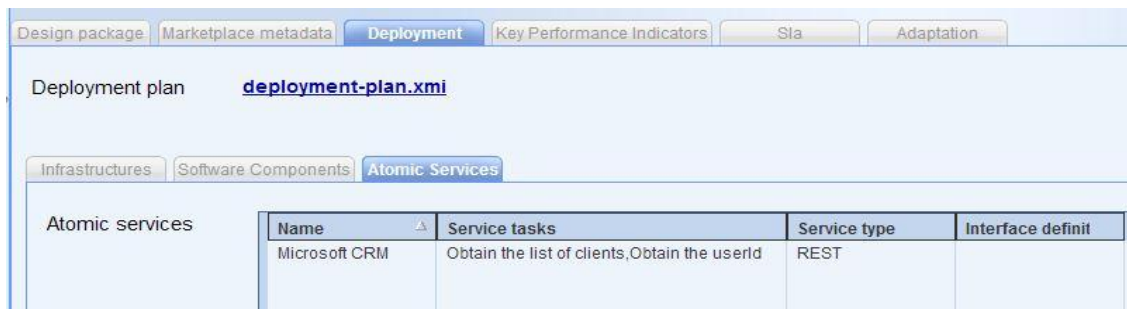 Design package Marketplace metadata Deployment Key Performance Indicators Sla Adaptation
Deployment plan deployment-plan.xmi
Infrastructures Software Components Atomic Services
Atomic services
Name Service tasks Service type Interface definit
Microsoft CRM Obtain the list of clients,Obtain the userId REST